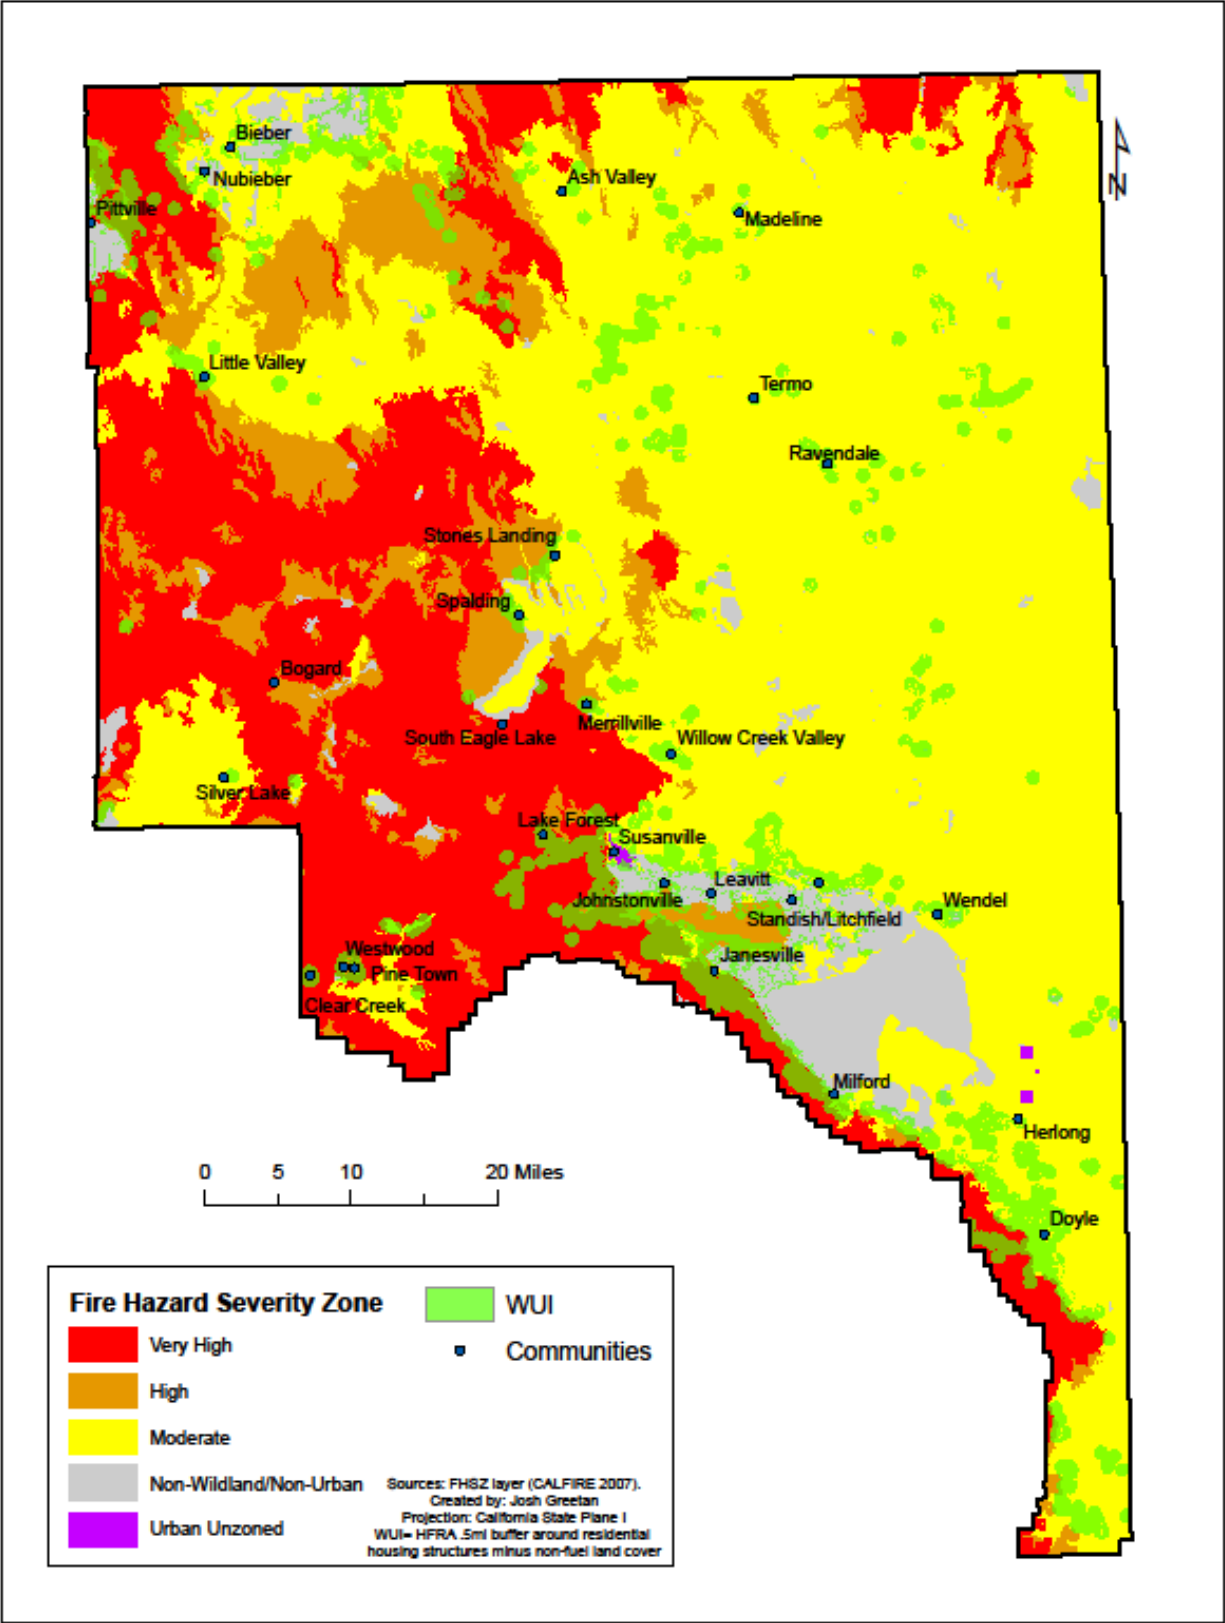 Bieber
Nubieber
Ash Valley
Pittville
Madeline
Little Valley
Termo
Ravendale
Stones Landing
Spalding
Bogard
Merrillville
South Eagle Lake
Willow Creek Valley
Silver Lake
Lake Forest
Susanville
Leavitt
Johnstonville
Wendel
Standish/Litchfield
Westwood
Janesville
Pine Town
Clear Creek
Milford
Herlong
0 5 10 20 Miles
Doyle
Fire Hazard Severity Zone
WUI
Very High
Communities
High
Moderate
Non-Wildland/Non-Urban
Urban Unzoned
Sources: FHSZ layer (CALFIRE 2007).
Created by: Josh Greetan
Projection: California State Plane I
WUI= HFRA .5mi buffer around residential
housing structures minus non-fuel land cover
N